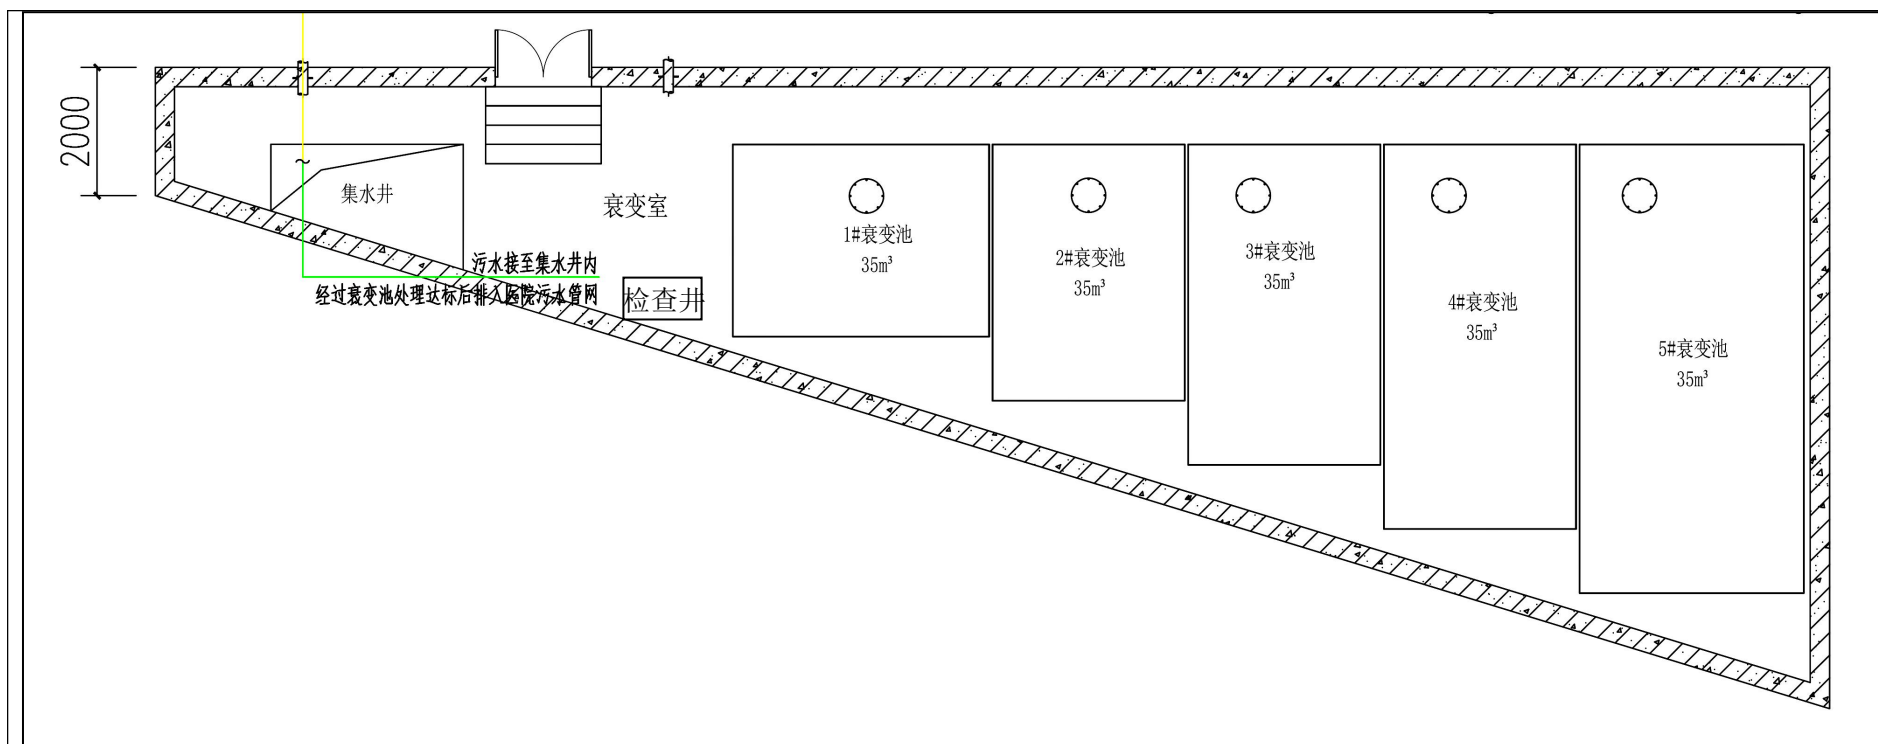 2000
集水井
衰变室
污水接至集水井内
经过衰变池处理达标后排入医院污水管网
检查井
1#衰变池
35m³
2#衰变池
35m³
3#衰变池
35m³
4#衰变池
35m³
5#衰变池
35m³